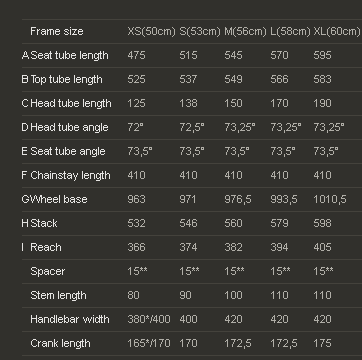 Frame size XS(50cm) S(53cm) M(56cm) L(58cm) XL(60cm)
A Seat tube length 475 515 545 570 595
B Top tube length 525 537 549 566 583
C Head tube length 125 138 150 170 190
D Head tube angle 72° 72,5° 73,25° 73,25° 73,25°
E Seat tube angle 73,5° 73,5° 73,5° 73,5° 73,5°
F Chainstay length 410 410 410 410 410
G Wheel base 963 971 976,5 993,5 1010,5
H Stack 532 546 560 579 598
I Reach 366 374 382 394 405
Spacer 15** 15** 15** 15** 15**
Stem length 80 90 100 110 110
Handlebar width 380*/400 400 420 420 420
Crank length 165*/170 170 172,5 172,5 175